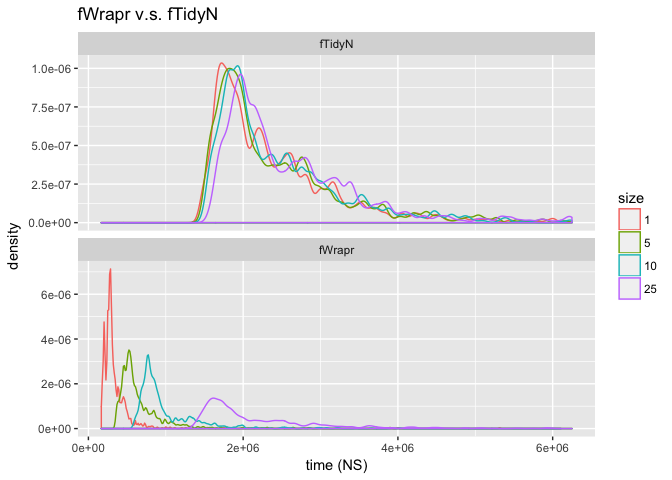 fWrapr v.s. fTidyN
fTidyN
1.0e-06
7.5e-07
5.0e-07
2.5e-07
0.0e+00
fWrapr
6e-06
4e-06
2e-06
0e+00
0e+00 2e+06 4e+06 6e+06
time (NS)
density
size
1
5
10
25